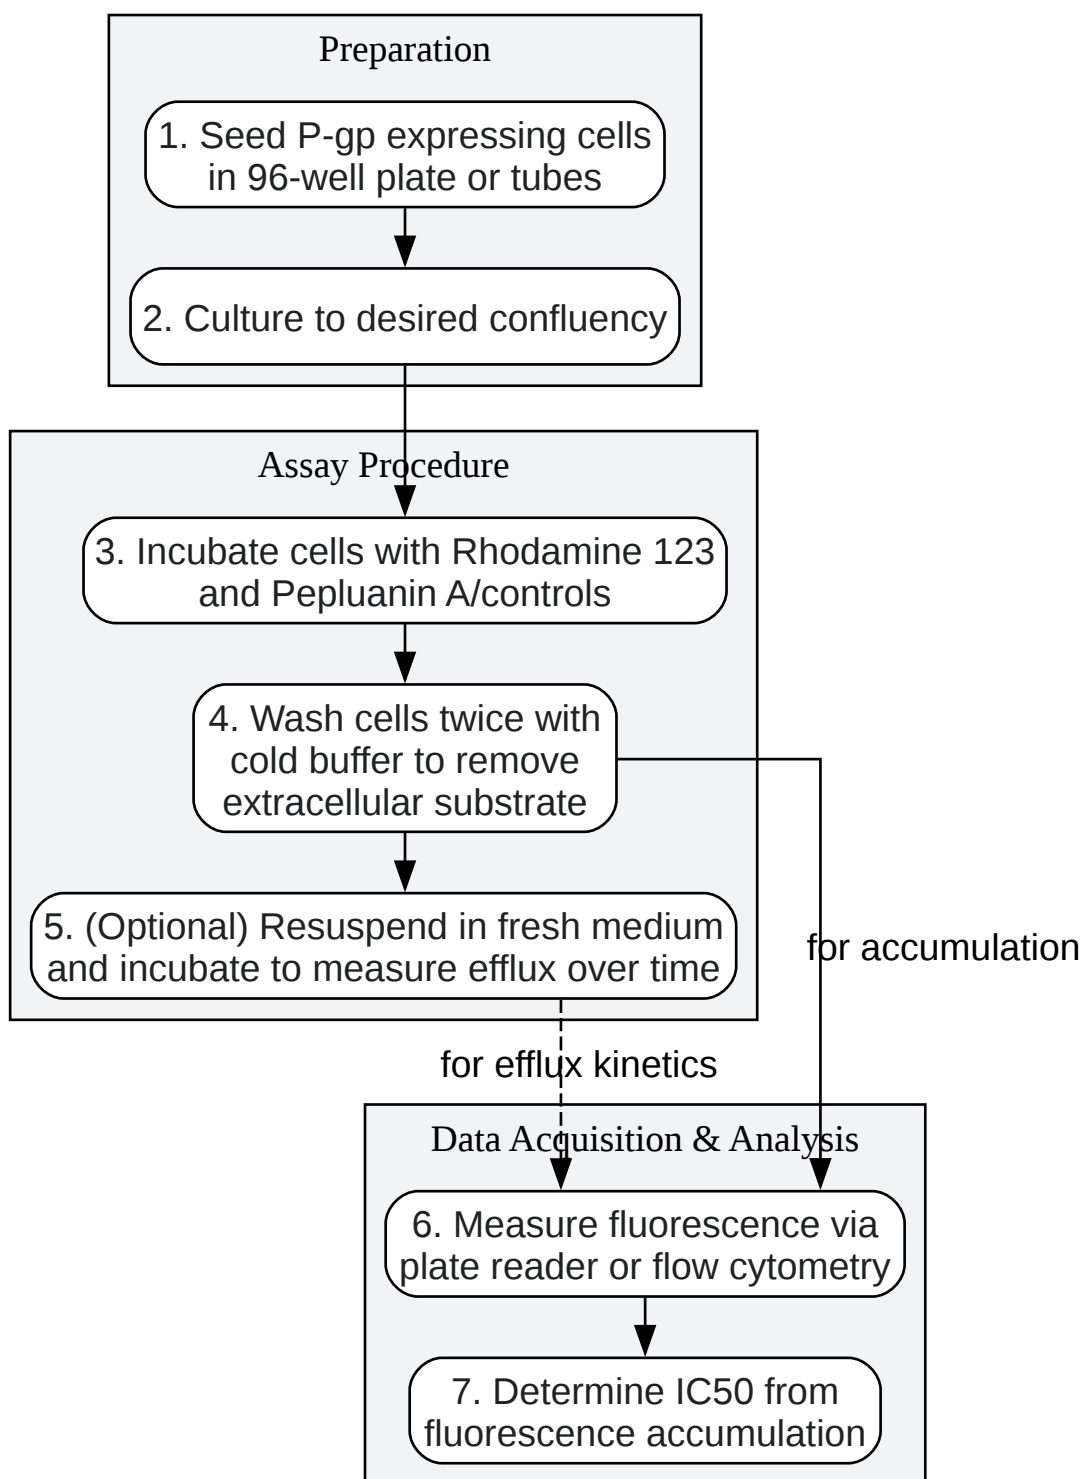 Preparation
1. Seed P-gp expressing cells
in 96-well plate or tubes
2. Culture to desired confluency
Assay Procedure
3. Incubate cells with Rhodamine 123
and Pepluanin A/controls
4. Wash cells twice with
cold buffer to remove
extracellular substrate
5. (Optional) Resuspend in fresh medium
and incubate to measure efflux over time
for accumulation
for efflux kinetics
Data Acquisition & Analysis
6. Measure fluorescence via
plate reader or flow cytometry
7. Determine IC50 from
fluorescence accumulation